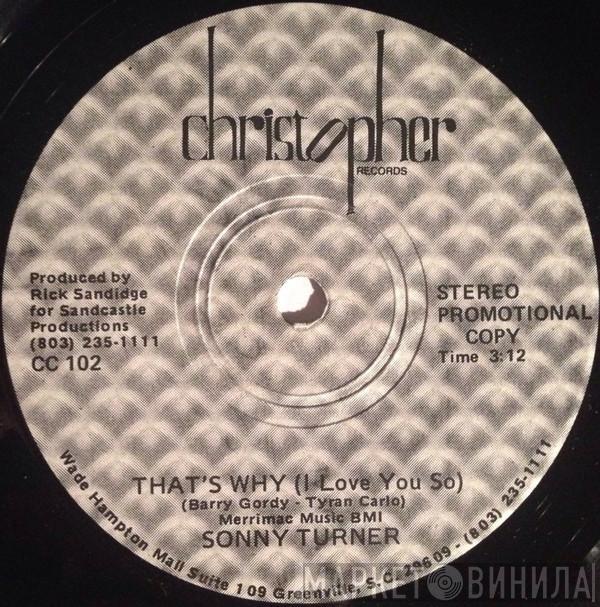 christopher
RECORDS
Produced by
Rick Sandidge
for Sandcastle
Productions
(803) 235-1111
CC 102
STEREO
PROMOTIONAL
COPY
Time 3:12
THAT'S WHY (I Love You So)
(Barry Gordy - Tyran Carlo)
Merrimac Music BMI
SONNY TURNER
Wade Hampton Mall Suite 109 Greenville, S.C. 29609 - (803) 235-1111
МАРКЕТ ВИНИЛА